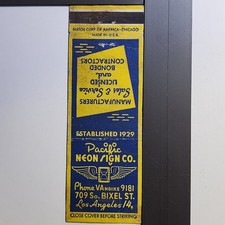 MATCH CORP. OF AMERICA-CHICAGO
MADE IN U.S.A.
MANUFACTURERS
Sales & Service
and
LICENSED
BONDED
CONTRACTORS
ESTABLISHED 1929
Pacific
NEON SIGN CO.
Phone VANDIKE 9181
709 So. BIXEL ST.
Los Angeles 14,
CLOSE COVER BEFORE STRIKING